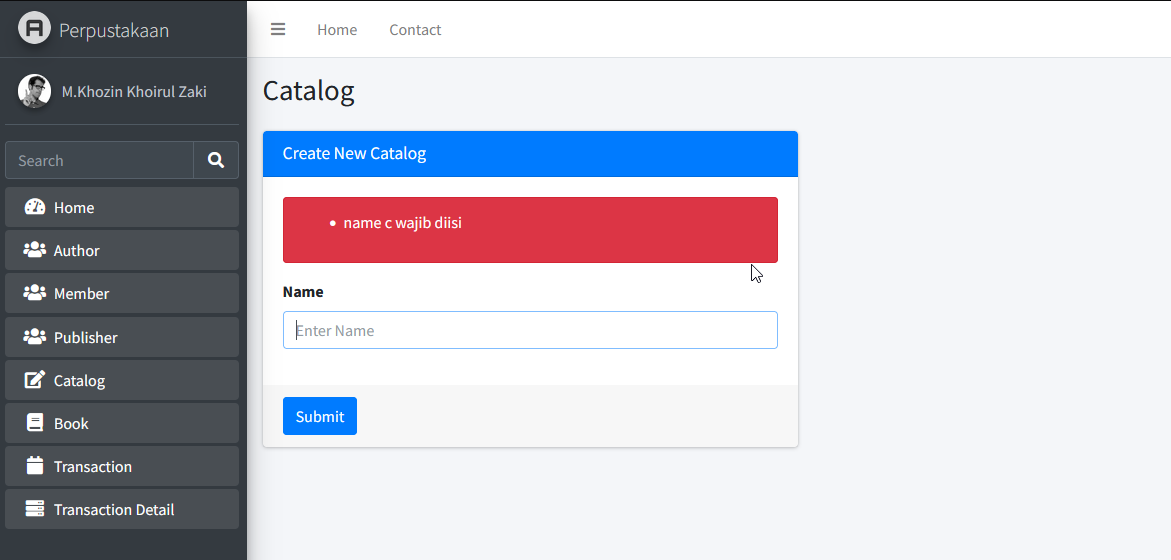 Perpustakaan
Home
Contact
M.Khozin Khoirul Zaki
Search
Home
Author
Member
Publisher
Catalog
Book
Transaction
Transaction Detail
Catalog
Create New Catalog
name c wajib diisi
Name
Enter Name
Submit